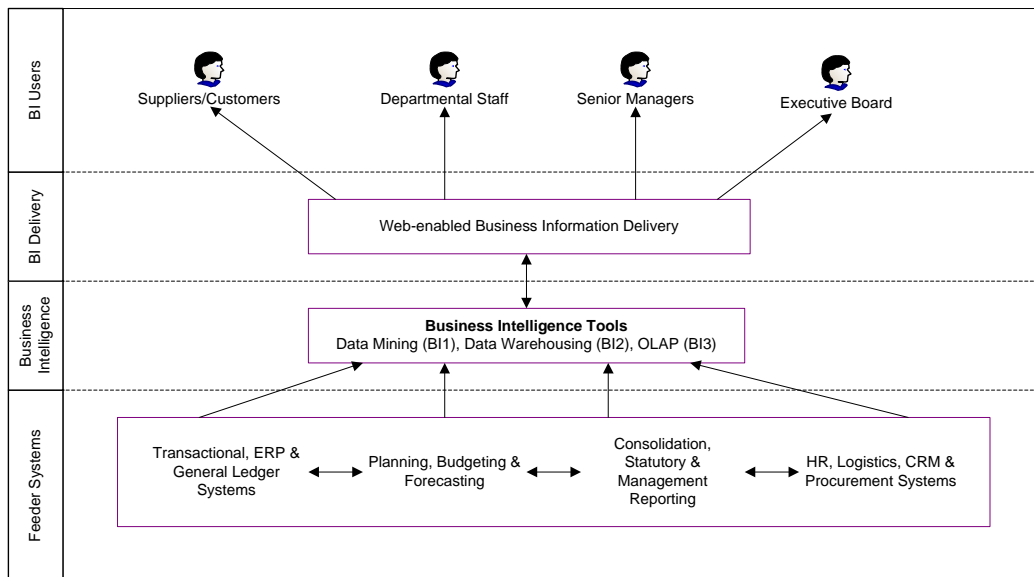 BI Users
Suppliers/Customers
Departmental Staff
Senior Managers
Executive Board
BI Delivery
Web-enabled Business Information Delivery
Business
Intelligence
Business Intelligence Tools
Data Mining (BI1), Data Warehousing (BI2), OLAP (BI3)
Feeder Systems
Transactional, ERP &
General Ledger
Systems
Planning, Budgeting &
Forecasting
Consolidation,
Statutory &
Management
Reporting
HR, Logistics, CRM &
Procurement Systems